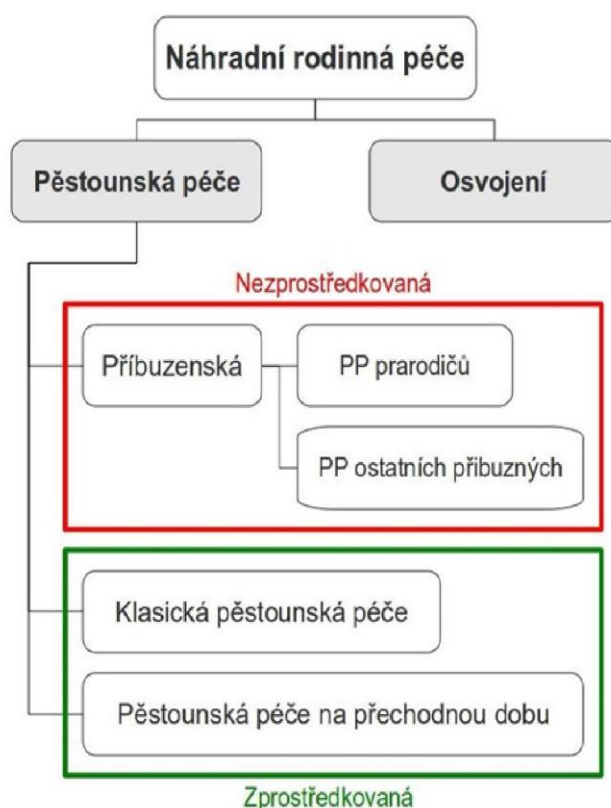 Náhradní rodinná péče
Pěstounská péče
Osvojení
Nezprostředkovaná
Příbuzenská
PP prarodičů
PP ostatních přibuzných
Klasická pěstounská péče
Pěstounská péče na přechodnou dobu
Zprostředkovaná